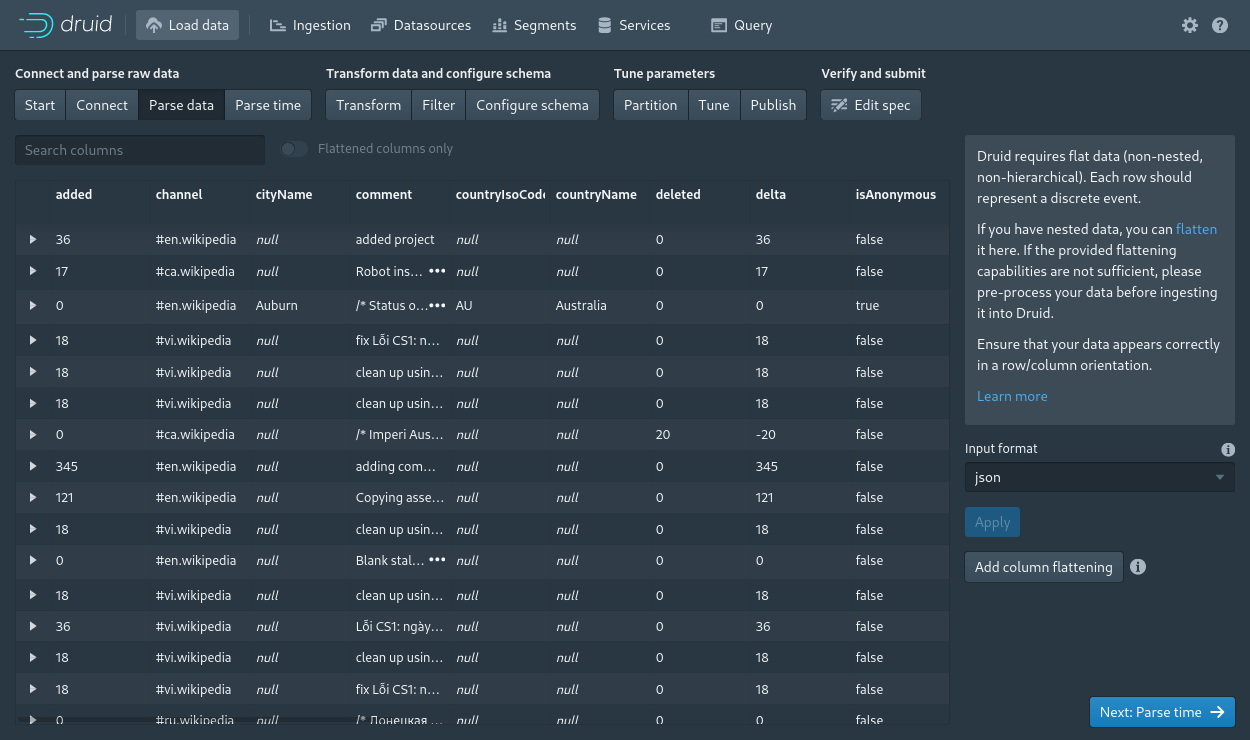 druid Load data Ingestion Datasources Segments Services Query
Connect and parse raw data Transform data and configure schema Tune parameters Verify and submit
Start Connect Parse data Parse time Transform Filter Configure schema Partition Tune Publish Edit spec
Search columns Flattened columns only
added channel cityName comment countryIsoCode countryName deleted delta isAnonymous
36 #en.wikipedia null added project null null 0 36 false
17 #ca.wikipedia null Robot ins... ••• null null 0 17 false
0 #en.wikipedia Auburn /* Status o... ••• AU Australia 0 0 true
18 #vi.wikipedia null fix Lỗi CS1: n... null null 0 18 false
18 #vi.wikipedia null clean up usin... null null 0 18 false
18 #vi.wikipedia null clean up usin... null null 0 18 false
0 #ca.wikipedia null /* Imperi Aus... null null 20 -20 false
345 #en.wikipedia null adding com... null null 0 345 false
121 #en.wikipedia null Copying asse... null null 0 121 false
18 #vi.wikipedia null clean up usin... null null 0 18 false
0 #en.wikipedia null Blank stal... ••• null null 0 0 false
18 #vi.wikipedia null clean up usin... null null 0 18 false
36 #vi.wikipedia null Lỗi CS1: ngày... null null 0 36 false
18 #vi.wikipedia null clean up usin... null null 0 18 false
18 #vi.wikipedia null fix Lỗi CS1: n... null null 0 18 false
0 #ru.wikipedia null /* Донецкая ... null null 0 0 false
Druid requires flat data (non-nested,
non-hierarchical). Each row should
represent a discrete event.
If you have nested data, you can flatten
it here. If the provided flattening
capabilities are not sufficient, please
pre-process your data before ingesting
it into Druid.
Ensure that your data appears correctly
in a row/column orientation.
Learn more
Input format
json
Apply
Add column flattening
Next: Parse time